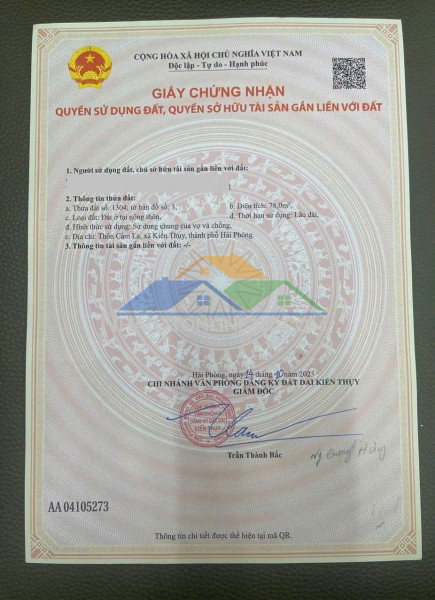 CỘNG HÒA XÃ HỘI CHỦ NGHĨA VIỆT NAM
Độc lập - Tự do - Hạnh phúc
GIẤY CHỨNG NHẬN
QUYỀN SỬ DỤNG ĐẤT, QUYỀN SỞ HỮU TÀI SẢN GẮN LIỀN VỚI ĐẤT
1. Người sử dụng đất, chủ sở hữu tài sản gắn liền với đất:
2. Thông tin thửa đất:
a. Thửa đất số: 1304; tờ bản đồ số: 3, b. Diện tích: 78,0m²,
c. Loại đất: Đất ở tại nông thôn, d. Thời hạn sử dụng: Lâu dài,
đ. Hình thức sử dụng: Sử dụng chung của vợ và chồng,
e. Địa chỉ: Thôn Cẩm La, xã Kiến Thụy, thành phố Hải Phòng.
3. Thông tin tài sản gắn liền với đất: -/-
Hải Phòng, ngày 14 tháng 10 năm 2025
CHI NHÁNH VĂN PHÒNG ĐĂNG KÝ ĐẤT ĐAI KIẾN THỤY
GIÁM ĐỐC
Trần Thành Bắc
AA 04105273
Thông tin chi tiết được thể hiện tại mã QR.